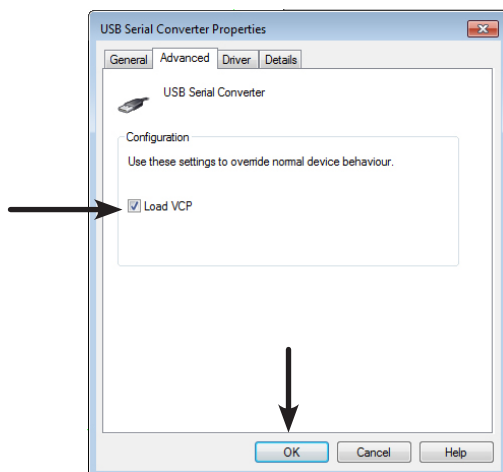 USB Serial Converter Properties
General Advanced Driver Details
USB Serial Converter
Configuration
Use these settings to override normal device behaviour.
Load VCP
OK Cancel Help